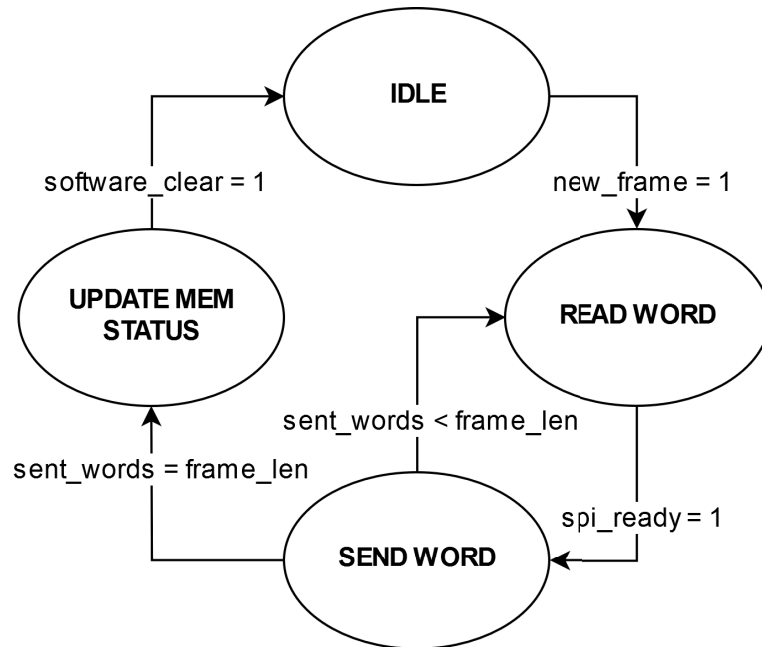 IDLE
software_clear = 1
new_frame = 1
UPDATE MEM
STATUS
READ WORD
sent_words < frame_len
sent_words = frame_len
spi_ready = 1
SEND WORD